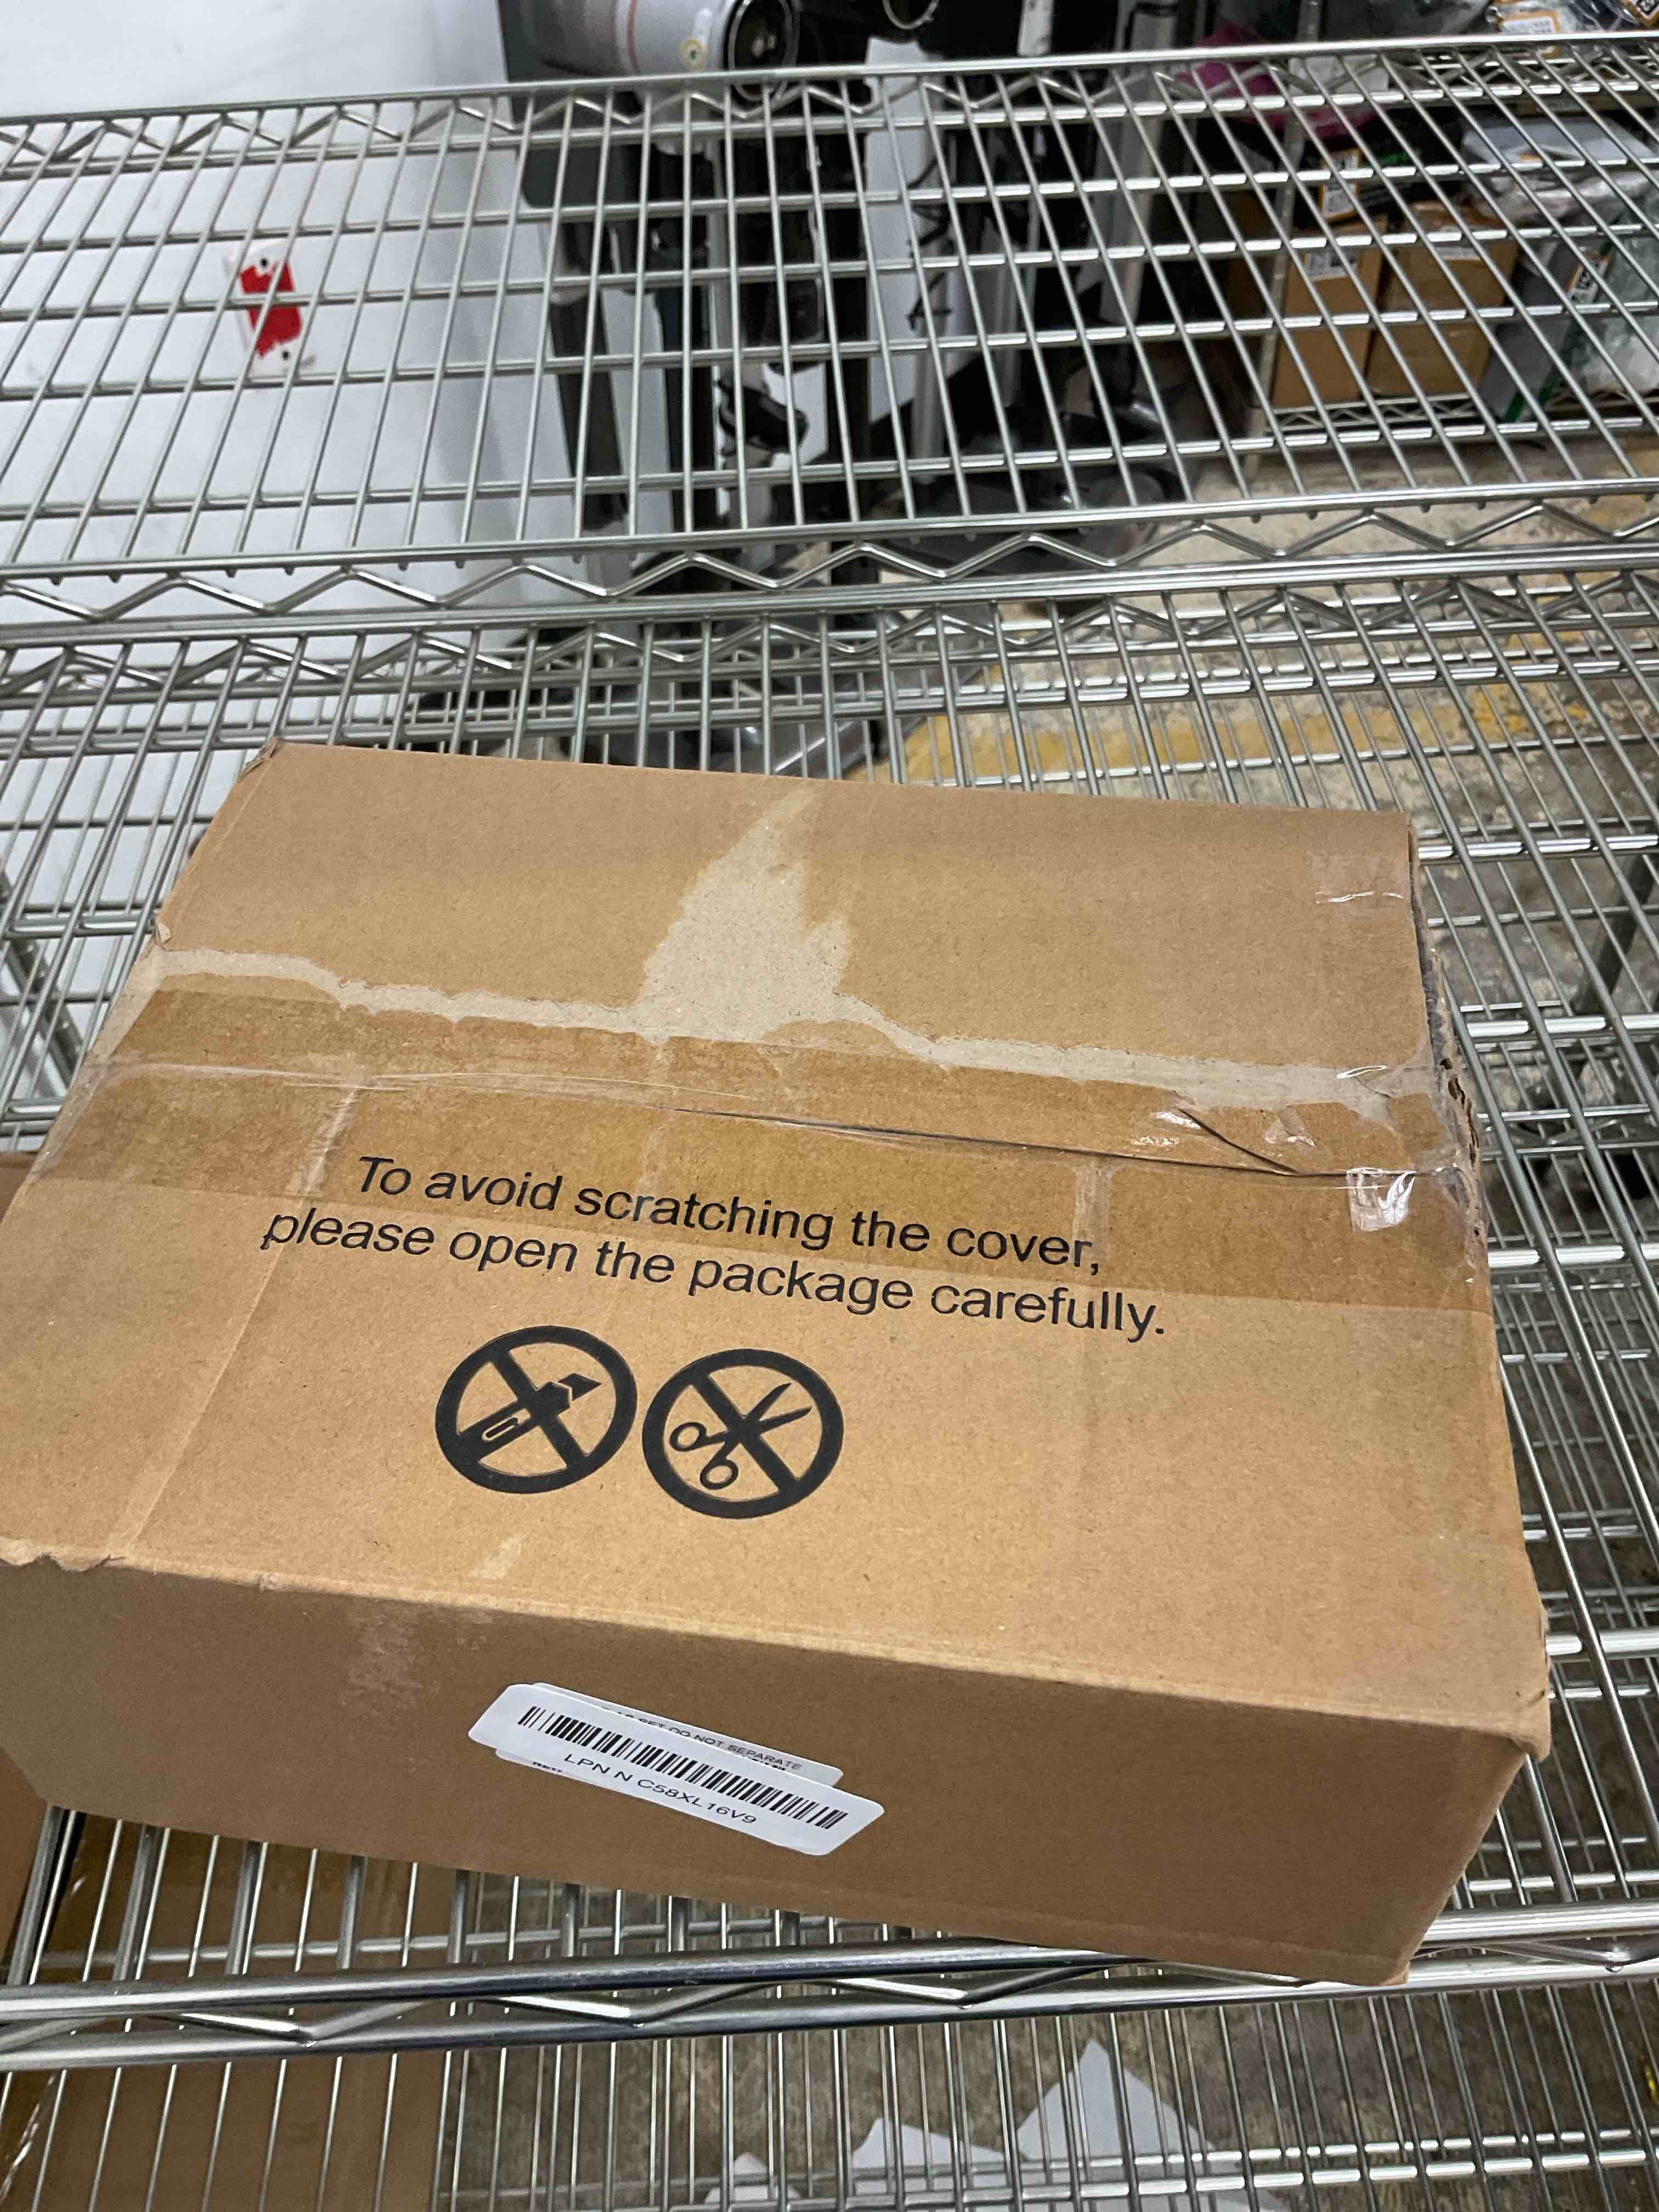 To avoid scratching the cover,
please open the package carefully.
SET DO NOT SEPARATE
LPN N C58XL16V9